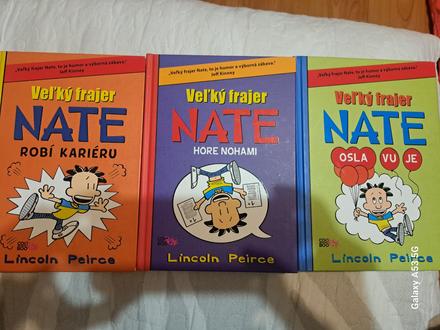 „Veľký frajer Nate, to je humor a výborná zábava.“
Jeff Kinney
Veľký frajer
NATE
ROBÍ KARIÉRU
Lincoln Peirce
„Veľký frajer Nate, to je humor a výborná zábava.“
Jeff Kinney
Veľký frajer
NATE
HORE NOHAMI
Lincoln Peirce
„Veľký frajer Nate, to je humor a výborná zábava.“
Jeff Kinney
Veľký frajer
NATE
OSLA VU JE
Lincoln Peirce
Galaxy A53 5G